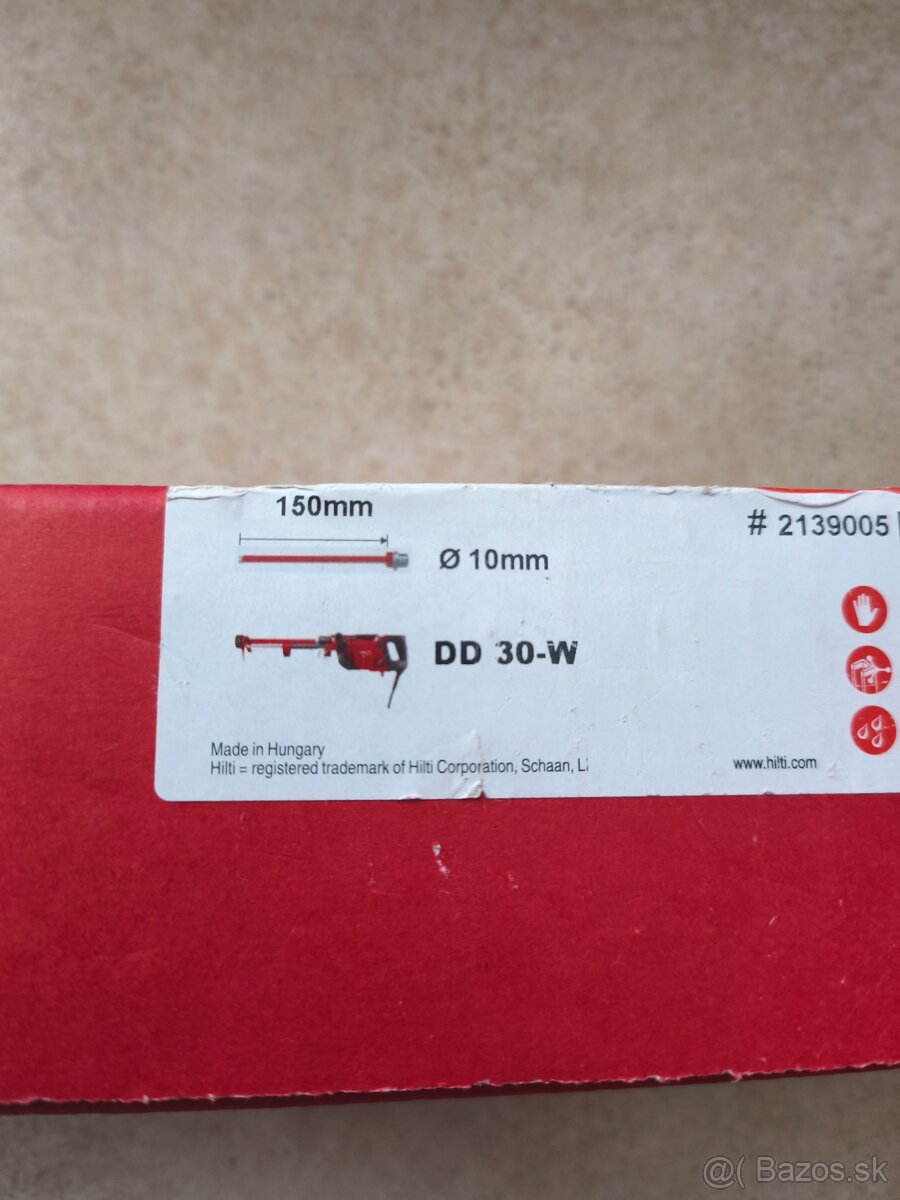 150mm
# 2139005
Ø 10mm
DD 30-W
Made in Hungary
Hilti = registered trademark of Hilti Corporation, Schaan,
www.hilti.com
@( Bazos.sk